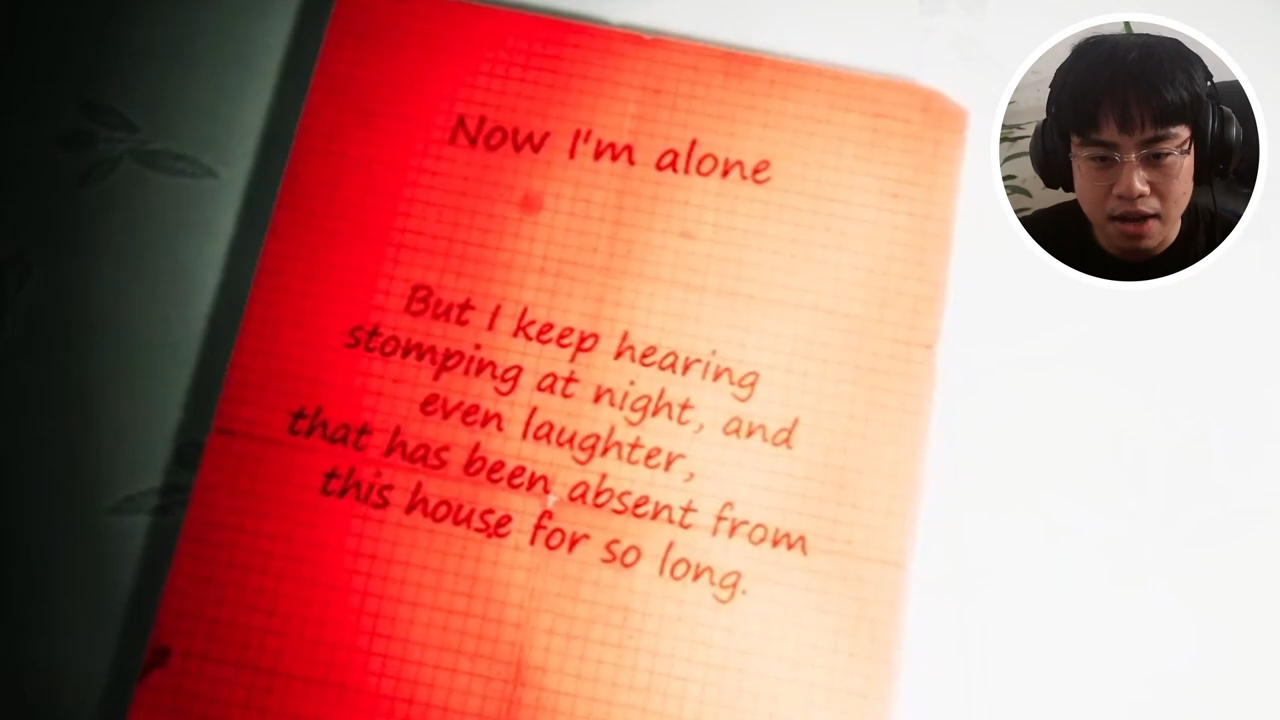 Now I'm alone
But I keep hearing
stomping at night, and
even laughter,
that has been absent from
this house for so long.